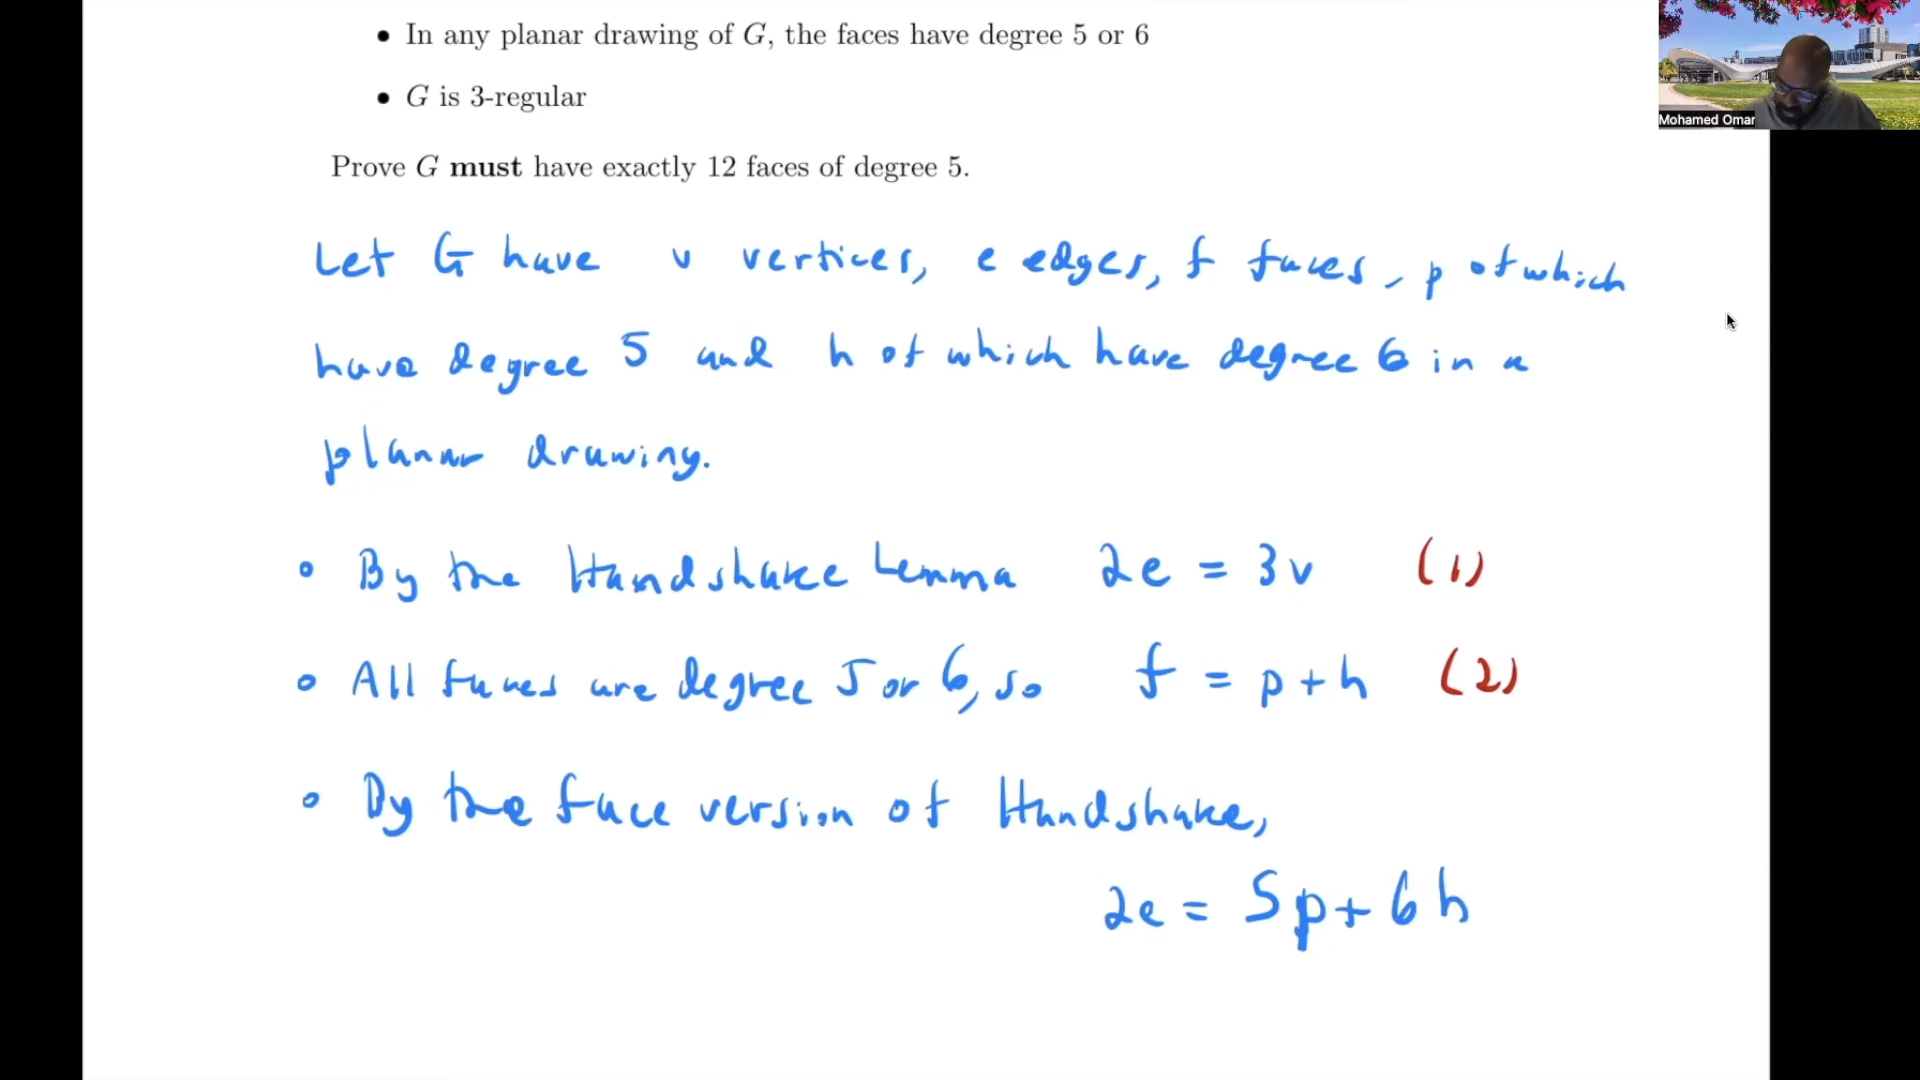 • In any planar drawing of G, the faces have degree 5 or 6
• G is 3-regular
Mohamed Omar
Prove G must have exactly 12 faces of degree 5.
Let G have v vertices, e edges, f faces, p of which
have degree 5 and h of which have degree 6 in a
planar drawing.
• By the Handshake Lemma 2e = 3v (1)
• All faces are degree 5 or 6, so f = p + h (2)
• By the face version of Handshake,
2e = 5p + 6h